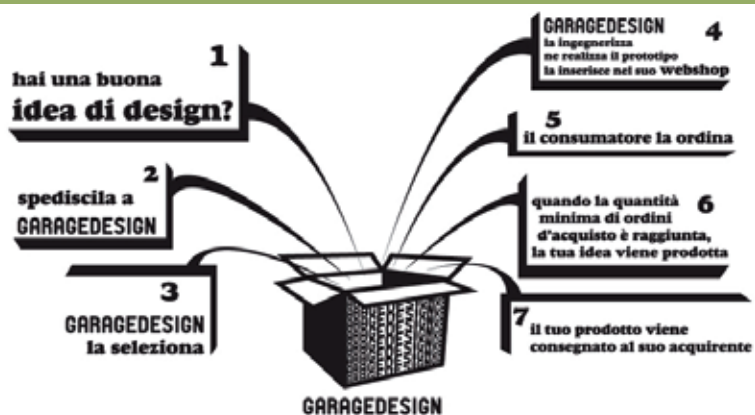 1
hai una buona
idea di design?
2
spediscila a
GARAGEDESIGN
3
GARAGEDESIGN
la seleziona
4
GARAGEDESIGN
la ingegnerizza
ne realizza il prototipo
la inserisce nel suo webshop
5
il consumatore la ordina
6
quando la quantità
minima di ordini
d'acquisto è raggiunta,
la tua idea viene prodotta
7
il tuo prodotto viene
consegnato al suo acquirente
GARAGEDESIGN